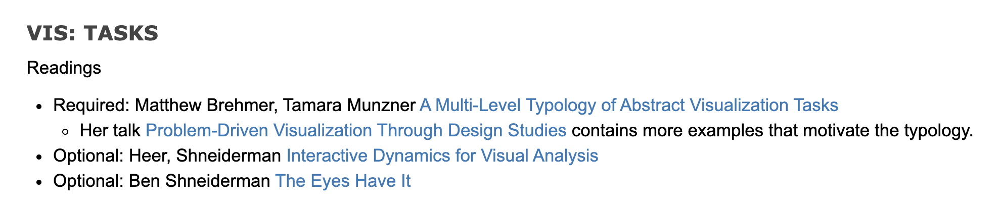 VIS: TASKS
Readings
• Required: Matthew Brehmer, Tamara Munzner A Multi-Level Typology of Abstract Visualization Tasks
◦ Her talk Problem-Driven Visualization Through Design Studies contains more examples that motivate the typology.
• Optional: Heer, Shneiderman Interactive Dynamics for Visual Analysis
• Optional: Ben Shneiderman The Eyes Have It